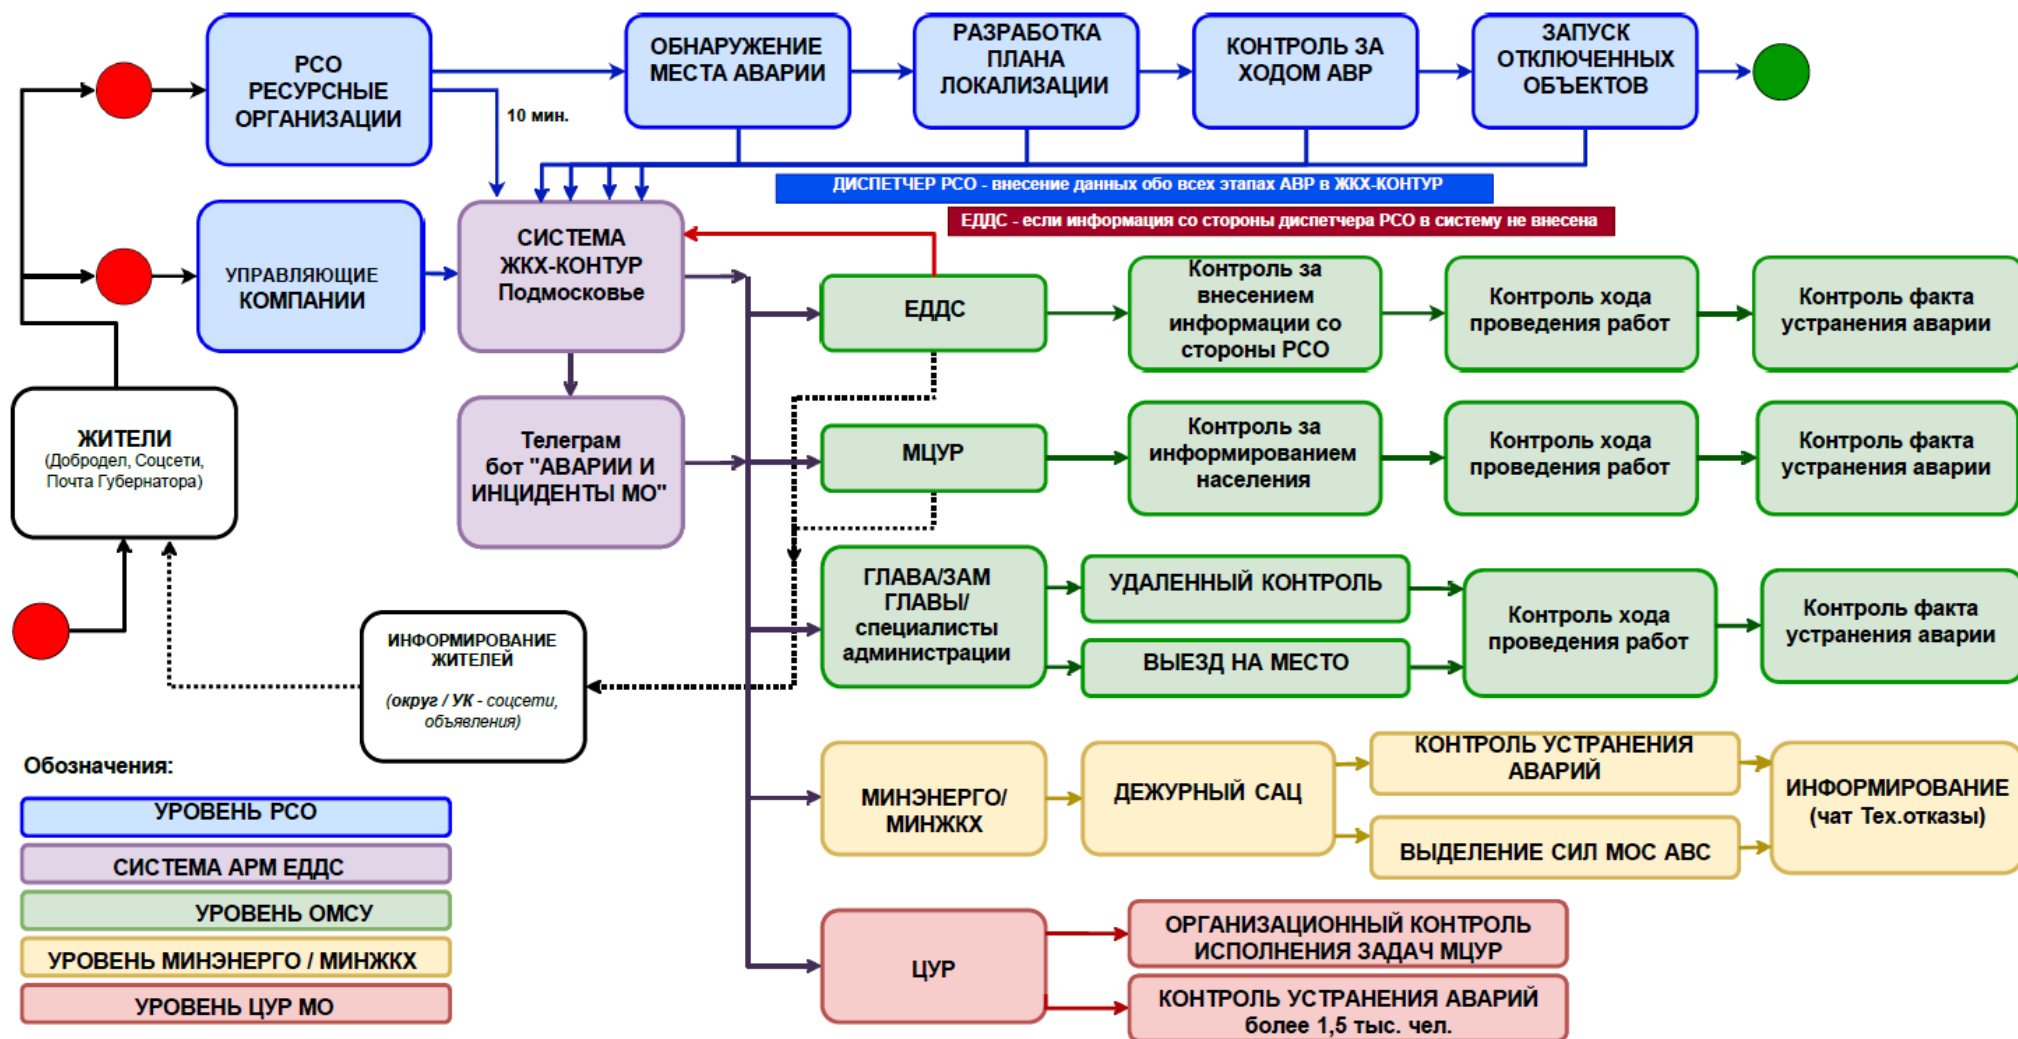 РСО
РЕСУРСНЫЕ
ОРГАНИЗАЦИИ
ОБНАРУЖЕНИЕ
МЕСТА АВАРИИ
РАЗРАБОТКА
ПЛАНА
ЛОКАЛИЗАЦИИ
КОНТРОЛЬ ЗА
ХОДОМ АВР
ЗАПУСК
ОТКЛЮЧЕННЫХ
ОБЪЕКТОВ
10 мин.
ДИСПЕТЧЕР РСО - внесение данных обо всех этапах АВР в ЖКХ-КОНТУР
ЕДДС - если информация со стороны диспетчера РСО в систему не внесена
УПРАВЛЯЮЩИЕ
КОМПАНИИ
СИСТЕМА
ЖКХ-КОНТУР
Подмосковье
ЕДДС
Контроль за
внесением
информации со
стороны РСО
Контроль хода
проведения работ
Контроль факта
устранения аварии
ЖИТЕЛИ
(Добродел, Соцсети,
Почта Губернатора)
Телеграм
бот "АВАРИИ И
ИНЦИДЕНТЫ МО"
МЦУР
Контроль за
информированием
населения
Контроль хода
проведения работ
Контроль факта
устранения аварии
ГЛАВА/ЗАМ
ГЛАВЫ/
специалисты
администрации
УДАЛЕННЫЙ КОНТРОЛЬ
ВЫЕЗД НА МЕСТО
Контроль хода
проведения работ
Контроль факта
устранения аварии
ИНФОРМИРОВАНИЕ
ЖИТЕЛЕЙ
(округ / УК - соцсети,
объявления)
МИНЭНЕРГО/
МИНЖКХ
ДЕЖУРНЫЙ САЦ
КОНТРОЛЬ УСТРАНЕНИЯ
АВАРИЙ
ВЫДЕЛЕНИЕ СИЛ МОС АВС
ИНФОРМИРОВАНИЕ
(чат Тех.отказы)
ЦУР
ОРГАНИЗАЦИОННЫЙ КОНТРОЛЬ
ИСПОЛНЕНИЯ ЗАДАЧ МЦУР
КОНТРОЛЬ УСТРАНЕНИЯ АВАРИЙ
более 1,5 тыс. чел.
Обозначения:
УРОВЕНЬ РСО
СИСТЕМА АРМ ЕДДС
УРОВЕНЬ ОМСУ
УРОВЕНЬ МИНЭНЕРГО / МИНЖКХ
УРОВЕНЬ ЦУР МО